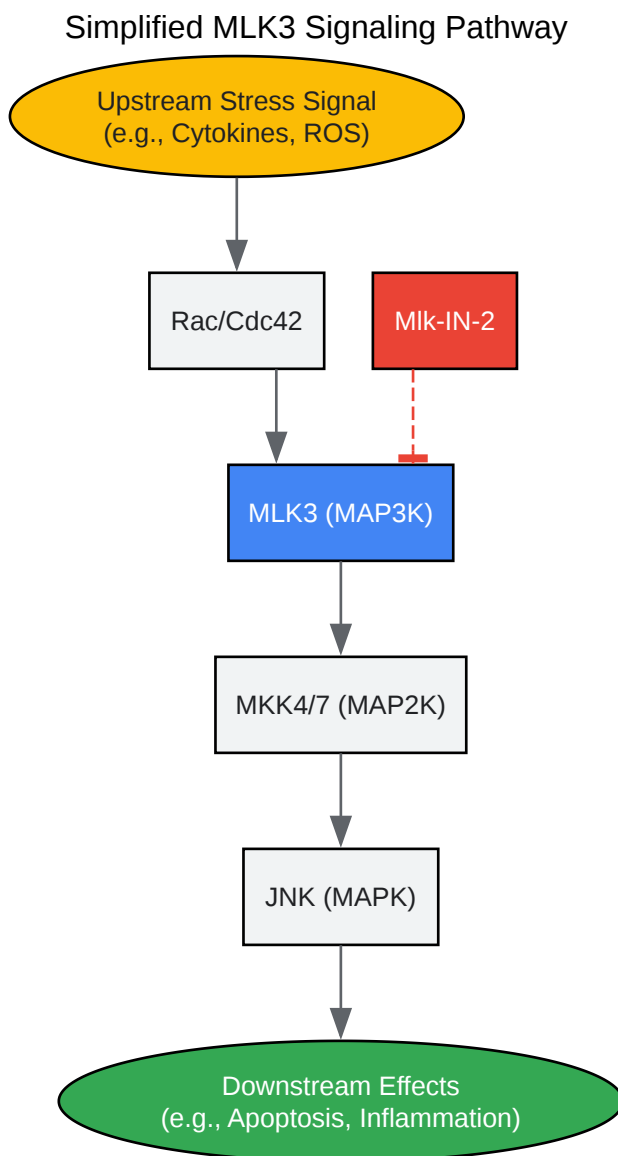 Simplified MLK3 Signaling Pathway
Upstream Stress Signal
(e.g., Cytokines, ROS)
Rac/Cdc42
Mlk-IN-2
MLK3 (MAP3K)
MKK4/7 (MAP2K)
JNK (MAPK)
Downstream Effects
(e.g., Apoptosis, Inflammation)